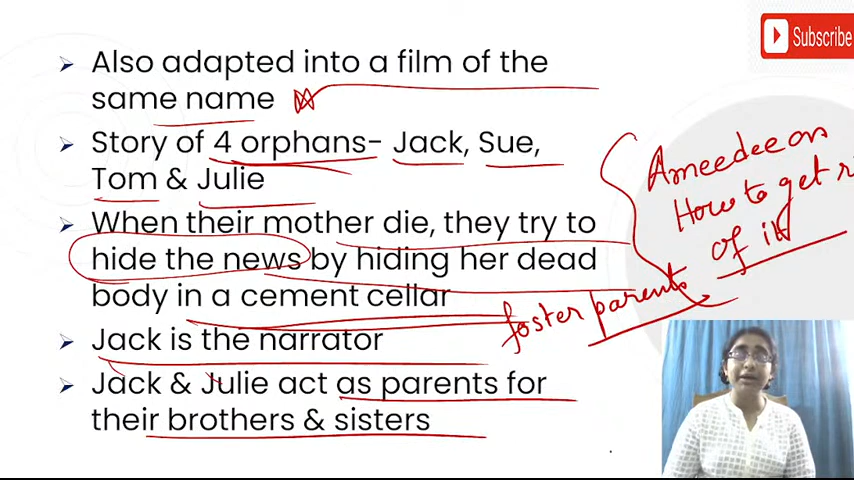 Subscribe
Also adapted into a film of the
same name
Story of 4 orphans- Jack, Sue,
Tom & Julie
When their mother die, they try to
hide the news by hiding her dead
body in a cement cellar
Jack is the narrator
Jack & Julie act as parents for
their brothers & sisters
Ameedee or
How to get r
of it
foster parents